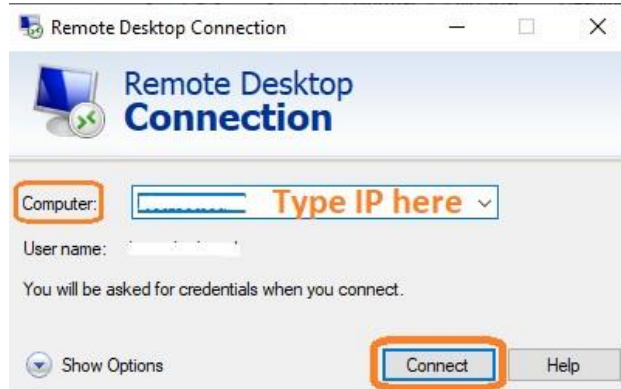 Remote Desktop Connection
Remote Desktop
Connection
Computer: Type IP here
User name:
You will be asked for credentials when you connect.
Show Options Connect Help